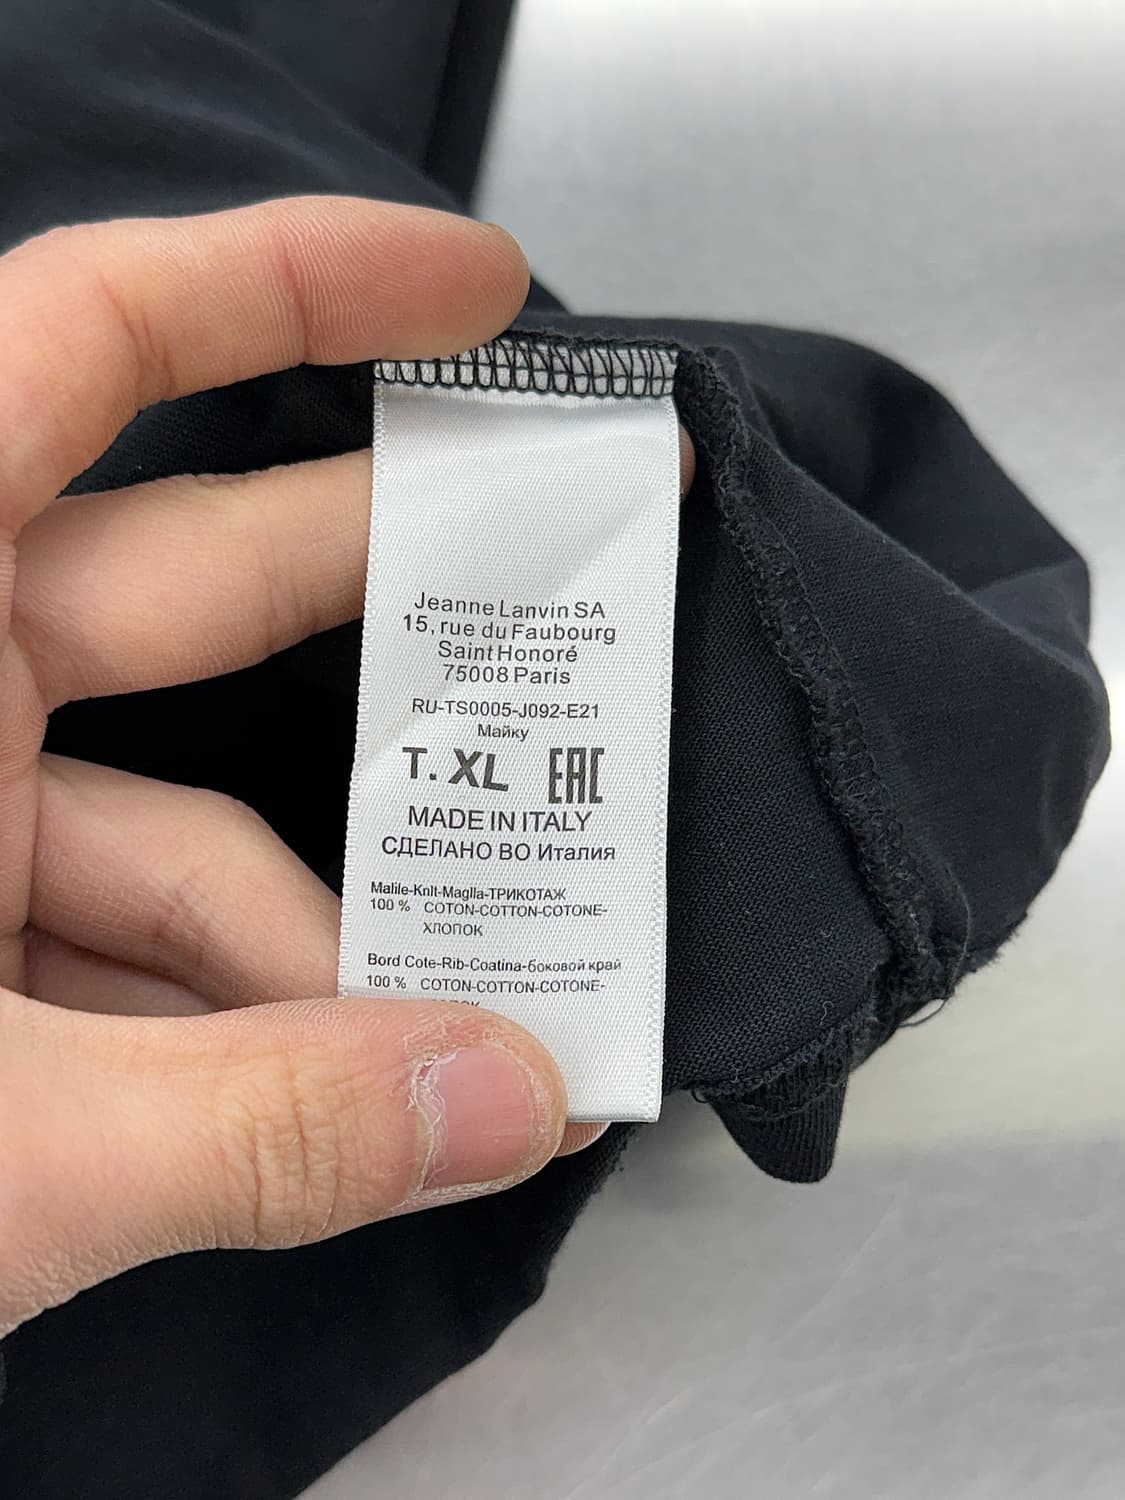 Jeanne Lanvin SA
15, rue du Faubourg
Saint Honoré
75008 Paris
RU-TS0005-J092-E21
Майку
T. XL EAC
MADE IN ITALY
СДЕЛАНО ВО Италия
Malile-Knlt-Maglla-ТРИКОТАЖ
100 % COTON-COTTON-COTONE-
ХЛОПОК
Bord Cote-Rib-Coatina-боковой край
100 % COTON-COTTON-COTONE-